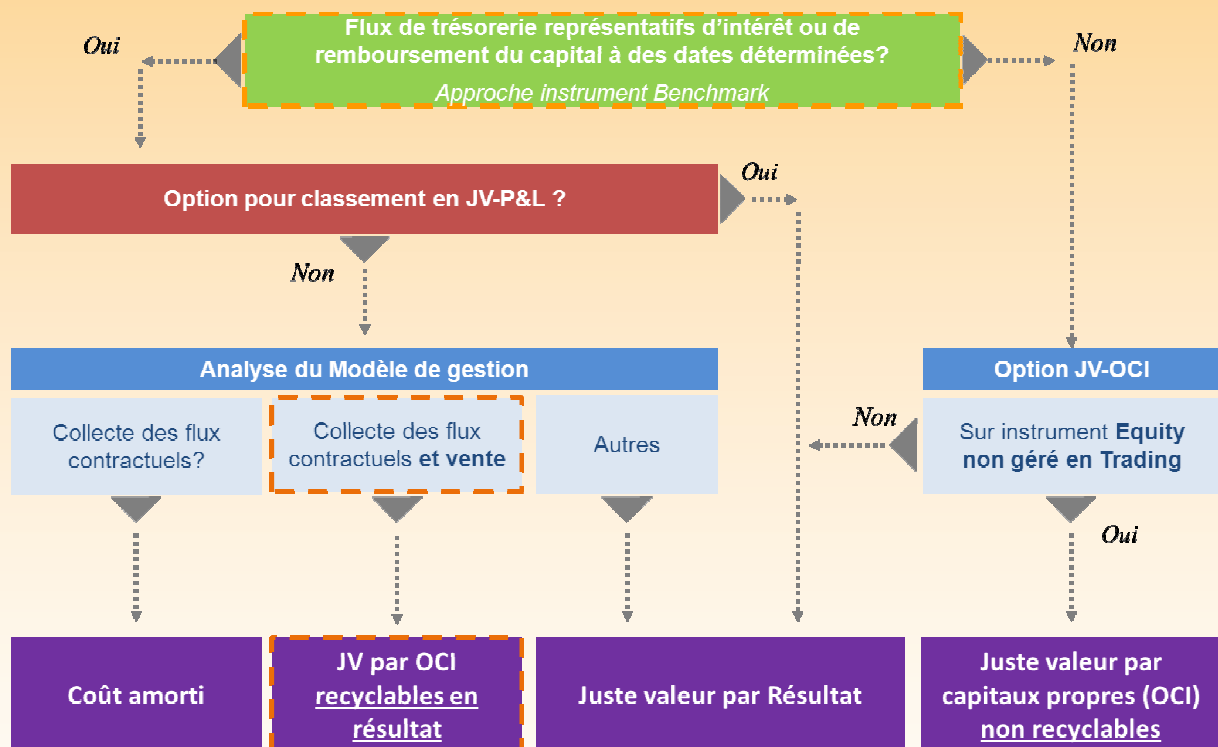 Flux de trésorerie représentatifs d'intérêt ou de
remboursement du capital à des dates déterminées?
Approche instrument Benchmark
Oui
Non
Option pour classement en JV-P&L ?
Oui
Non
Analyse du Modèle de gestion
Option JV-OCI
Collecte des flux
contractuels?
Collecte des flux
contractuels et vente
Autres
Non
Sur instrument Equity
non géré en Trading
Oui
Coût amorti
JV par OCI
recyclables en
résultat
Juste valeur par Résultat
Juste valeur par
capitaux propres (OCI)
non recyclables